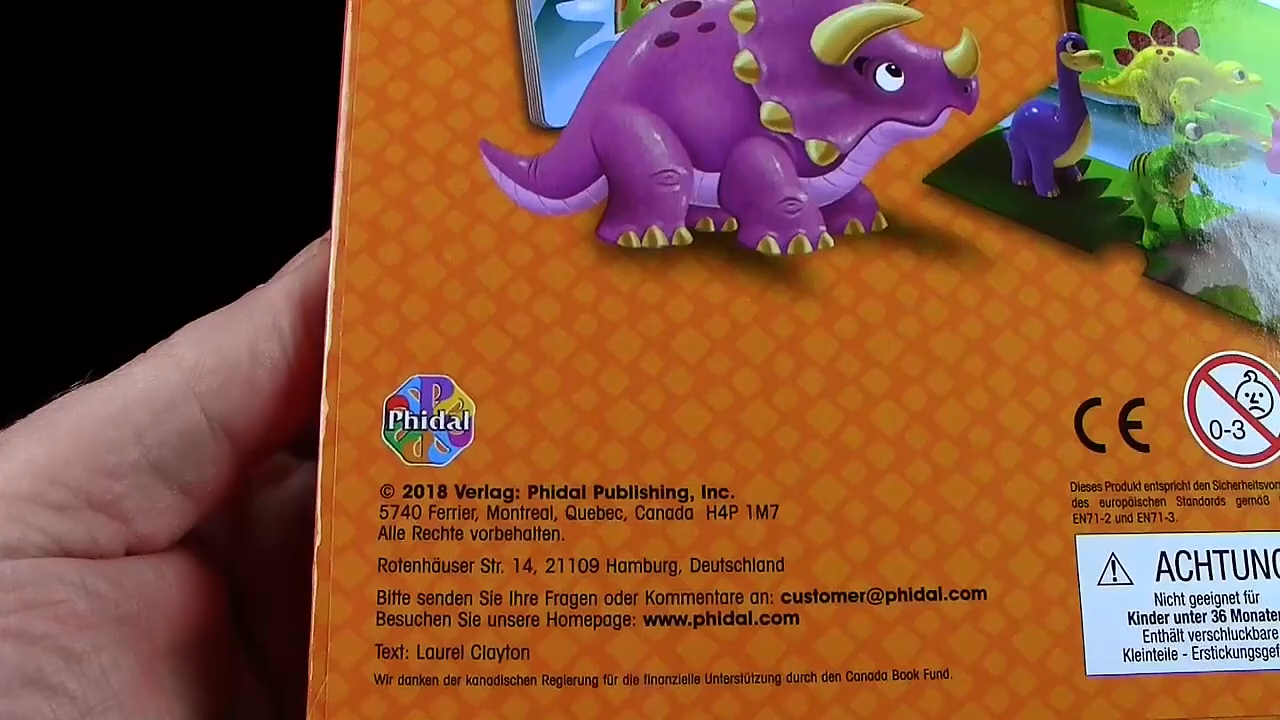 Phidal
© 2018 Verlag: Phidal Publishing, Inc.
5740 Ferrier, Montreal, Quebec, Canada H4P 1M7
Alle Rechte vorbehalten.
Rotenhäuser Str. 14, 21109 Hamburg, Deutschland
Bitte senden Sie Ihre Fragen oder Kommentare an: customer@phidal.com
Besuchen Sie unsere Homepage: www.phidal.com
Text: Laurel Clayton
Wir danken der kanadischen Regierung für die finanzielle Unterstützung durch den Canada Book Fund.
CE
0-3
Dieses Produkt entspricht den
des europäischen Standards gemäß
EN71-2 und EN71-3.
Nicht geeignet für
Kinder unter 36
Enthält verschluckbare
Kleinteile -